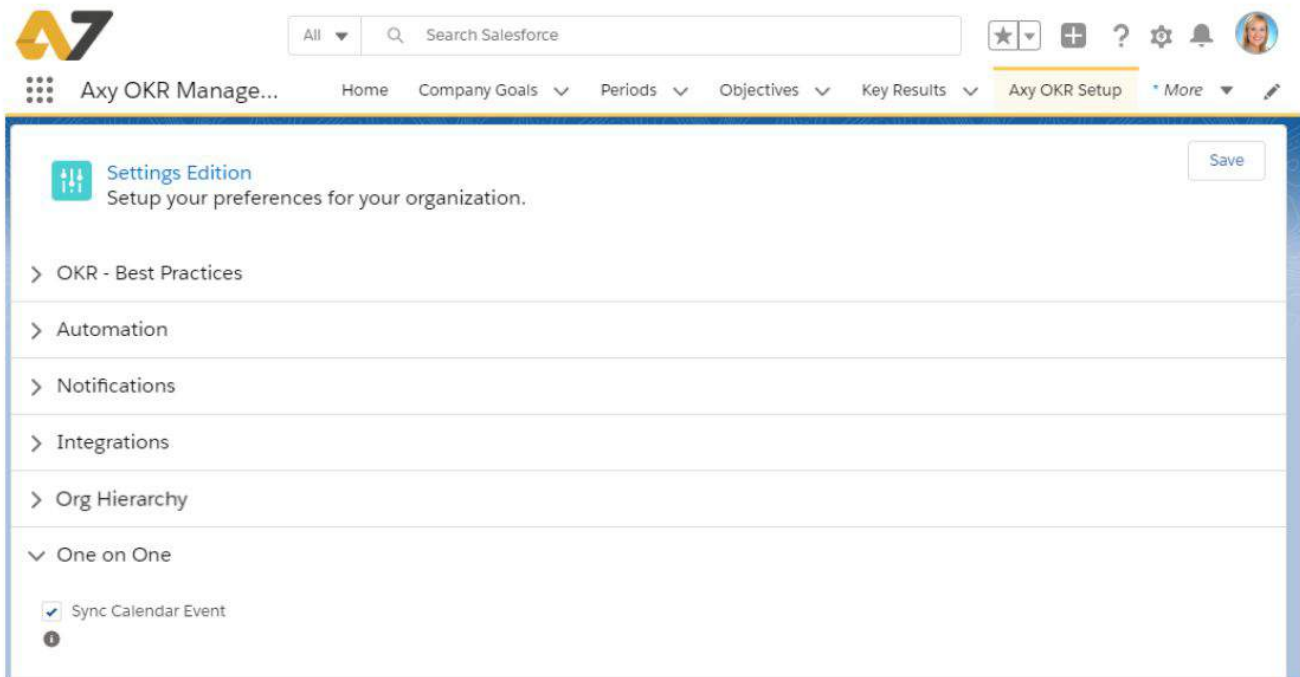 A7
All Search Salesforce
Axy OKR Manage... Home Company Goals Periods Objectives Key Results Axy OKR Setup * More
Settings Edition Save
Setup your preferences for your organization.
OKR - Best Practices
Automation
Notifications
Integrations
Org Hierarchy
One on One
Sync Calendar Event